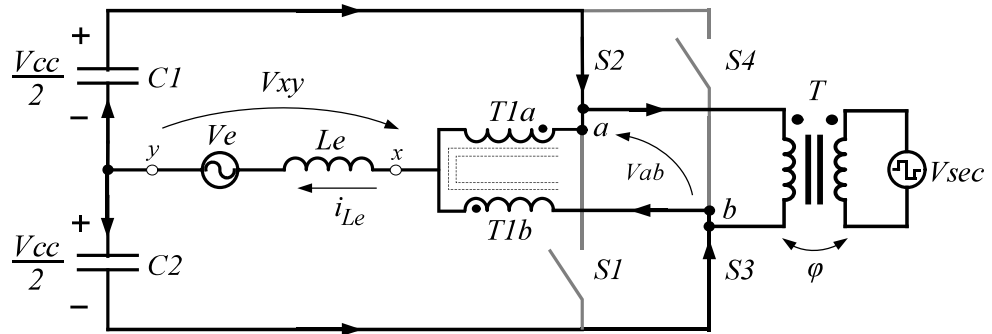 +
Vcc
2
C1
−
S2
S4
Vxy
T1a
T
Ve
Le
a
y
x
Vab
Vsec
iLe
b
T1b
+
Vcc
2
C2
−
S1
S3
φ